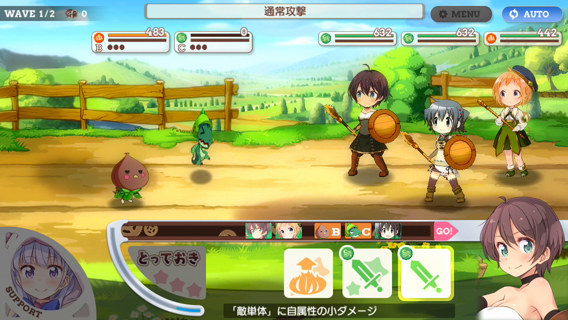 WAVE 1/2 0
通常攻撃
MENU
AUTO
483
B
0
C
632
632
442
B
C
GO!
とっておき
SUPPORT
「敵単体」に自属性の小ダメージ